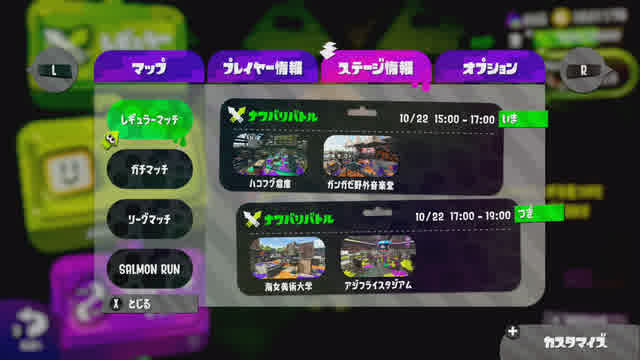 L
マップ
プレイヤー情報
ステージ情報
オプション
R
レギュラーマッチ
ガチマッチ
リーグマッチ
SALMON RUN
X とじる
ナワバリバトル
10/22 15:00 - 17:00
いま
ハコフグ倉庫
ガンガゼ野外音楽堂
ナワバリバトル
10/22 17:00 - 19:00
つぎ
海女美術大学
アジフライスタジアム
+
カスタマイズ